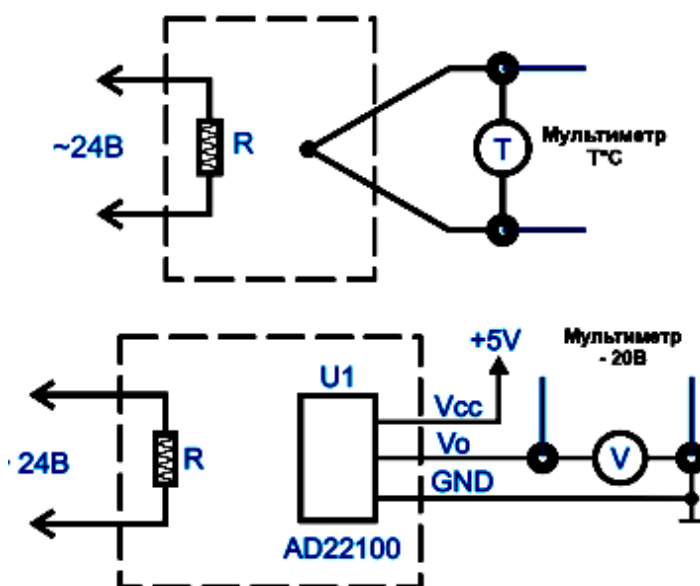 ~24В
R
T
Мультиметр
T°C
U1
+5V
Мультиметр
- 20В
Vcc
Vo
V
24В
R
GND
AD22100